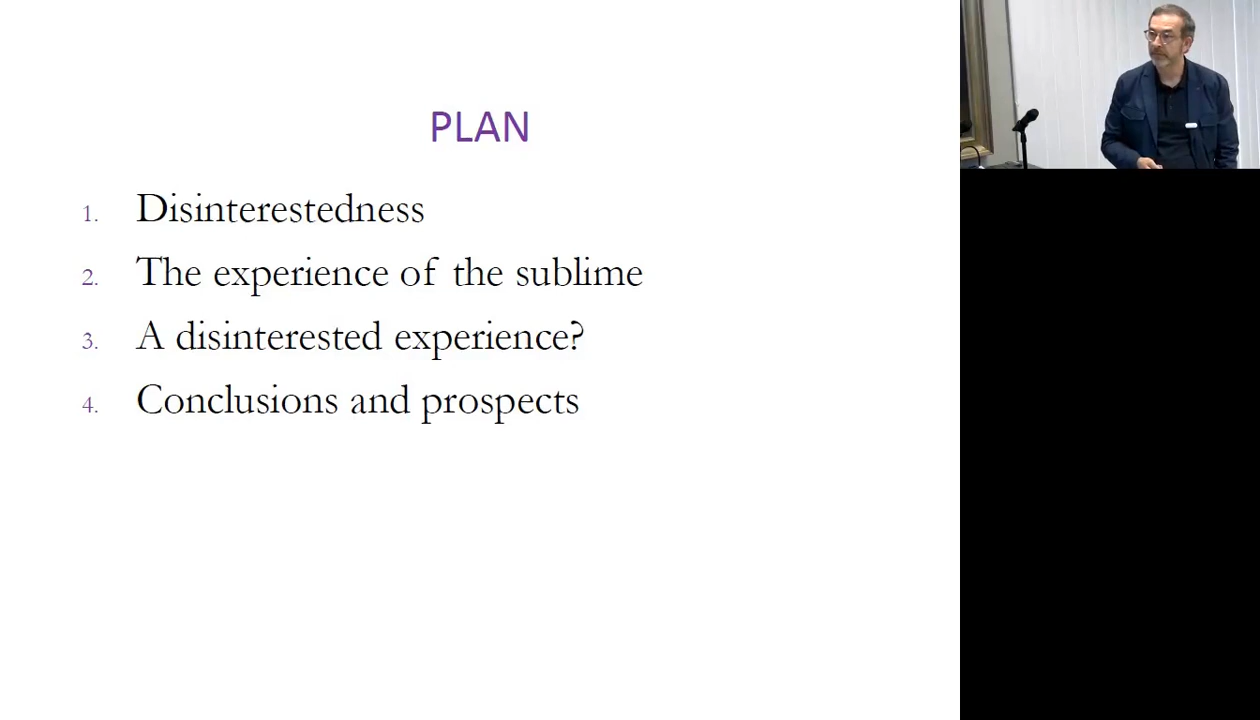 PLAN
1. Disinterestedness
2. The experience of the sublime
3. A disinterested experience?
4. Conclusions and prospects